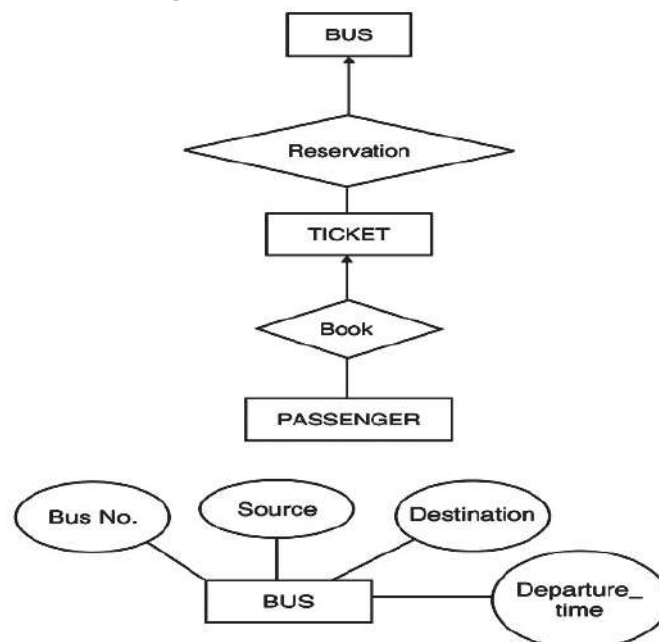 BUS
Reservation
TICKET
Book
PASSENGER
Bus No.
Source
Destination
BUS
Departure_
time